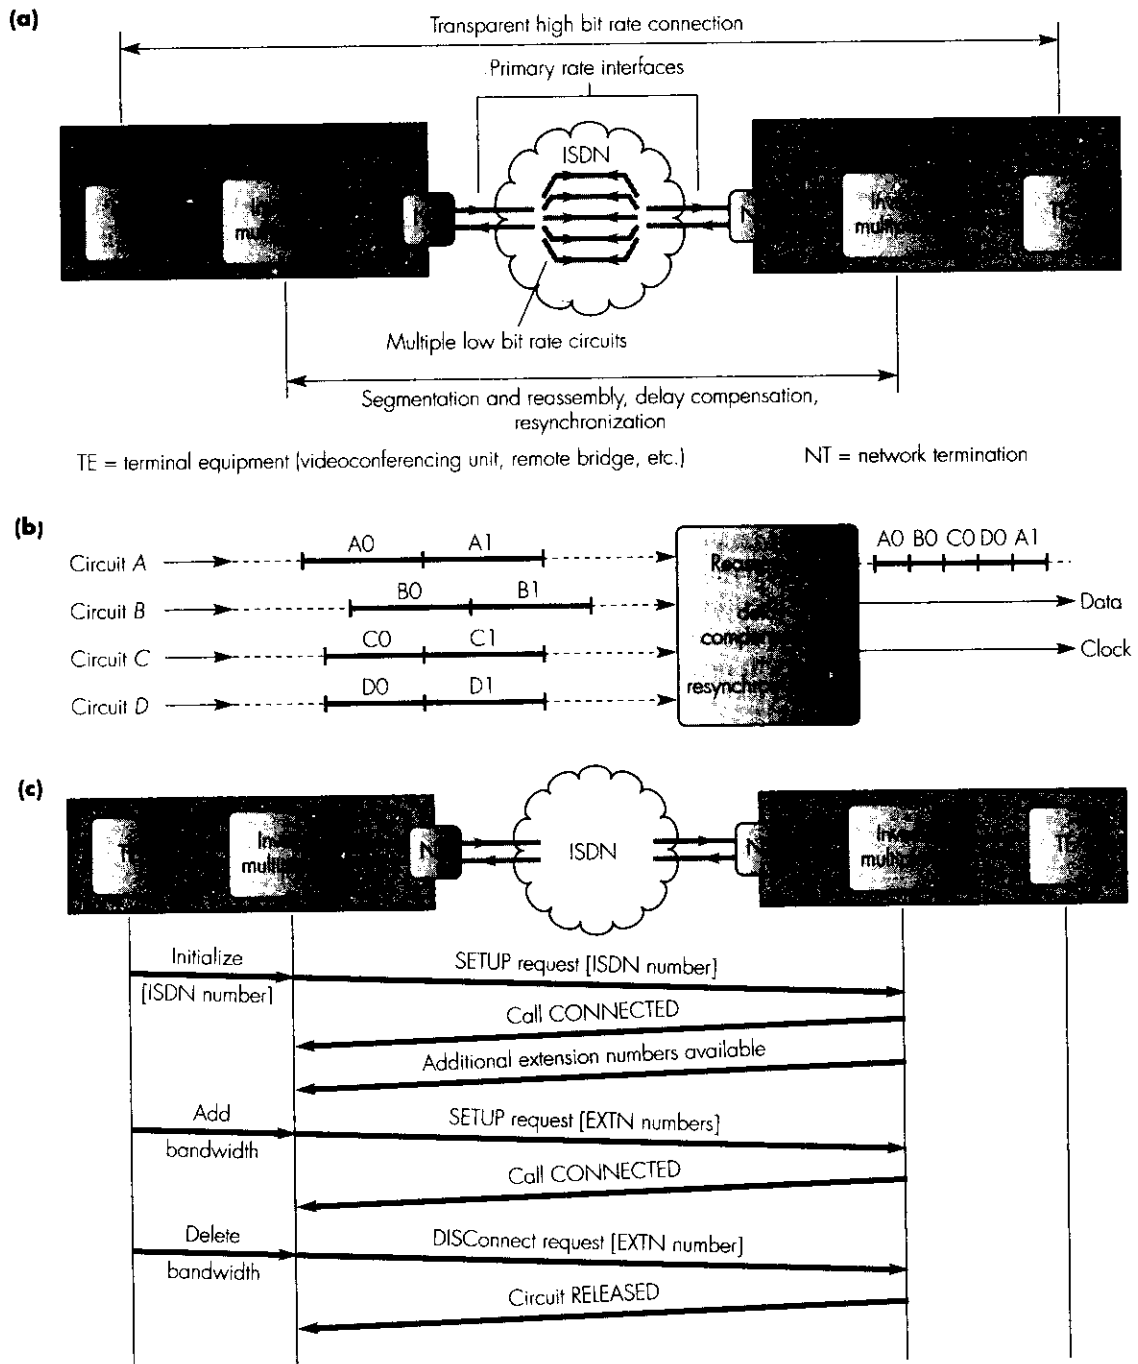 (a)
Transparent high bit rate connection
Primary rate interfaces
ISDN
Multiple low bit rate circuits
Segmentation and reassembly, delay compensation,
resynchronization
TE = terminal equipment (videoconferencing unit, remote bridge, etc.)
NT = network termination
(b)
Circuit A
A0 A1
Circuit B
B0 B1
Circuit C
C0 C1
Circuit D
D0 D1
A0 B0 C0 D0 A1
Data
Clock
(c)
ISDN
TE
Initialize
[ISDN number]
SETUP request [ISDN number]
Call CONNECTED
Additional extension numbers available
Add
bandwidth
SETUP request [EXTN numbers]
Call CONNECTED
Delete
bandwidth
DISConnect request [EXTN number]
Circuit RELEASED